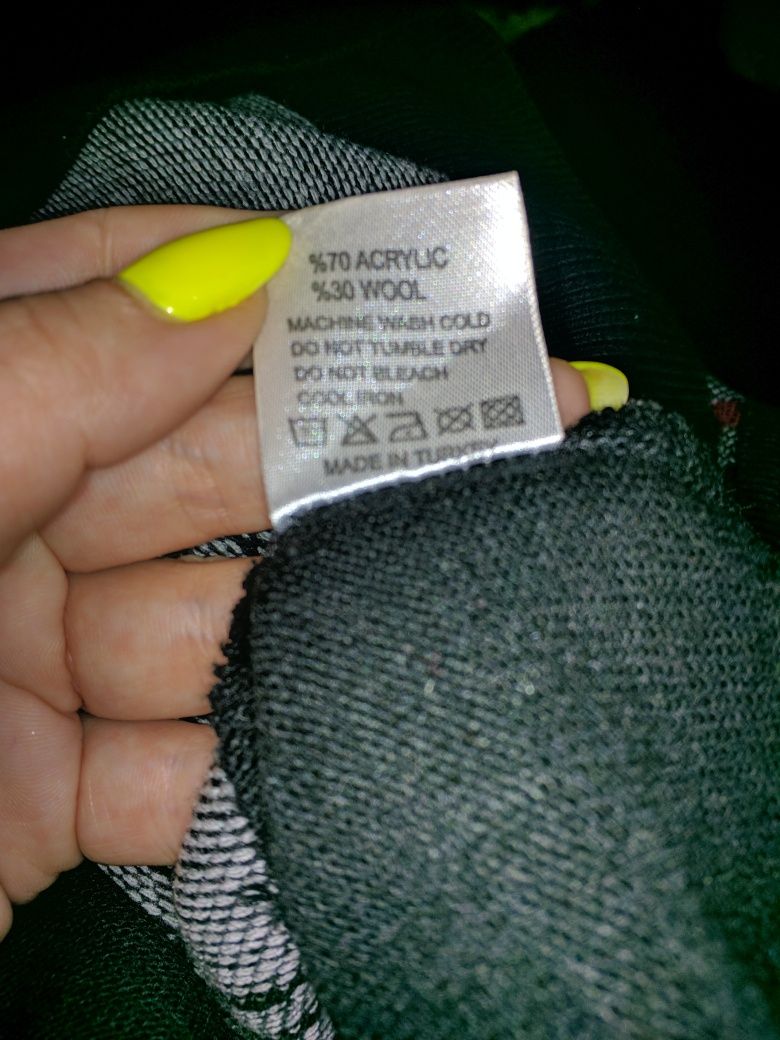 %70 ACRYLIC
%30 WOOL
MACHINE WASH COLD
DO NOT TUMBLE DRY
DO NOT BLEACH
COOL IRON
MADE IN TURKEY